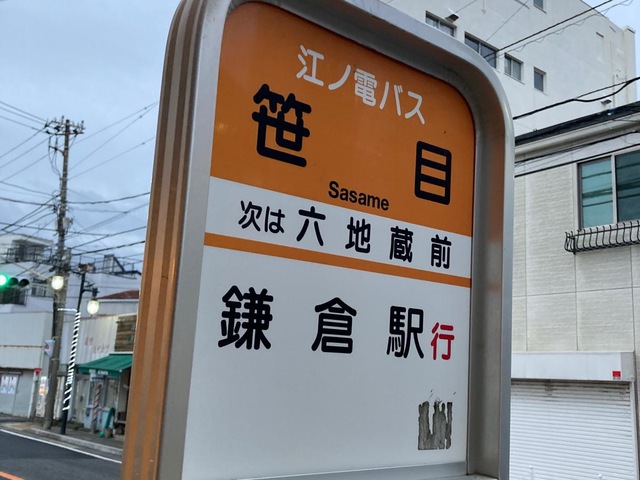 江ノ電バス
笹目
Sasame
次は 六地蔵前
鎌倉駅行